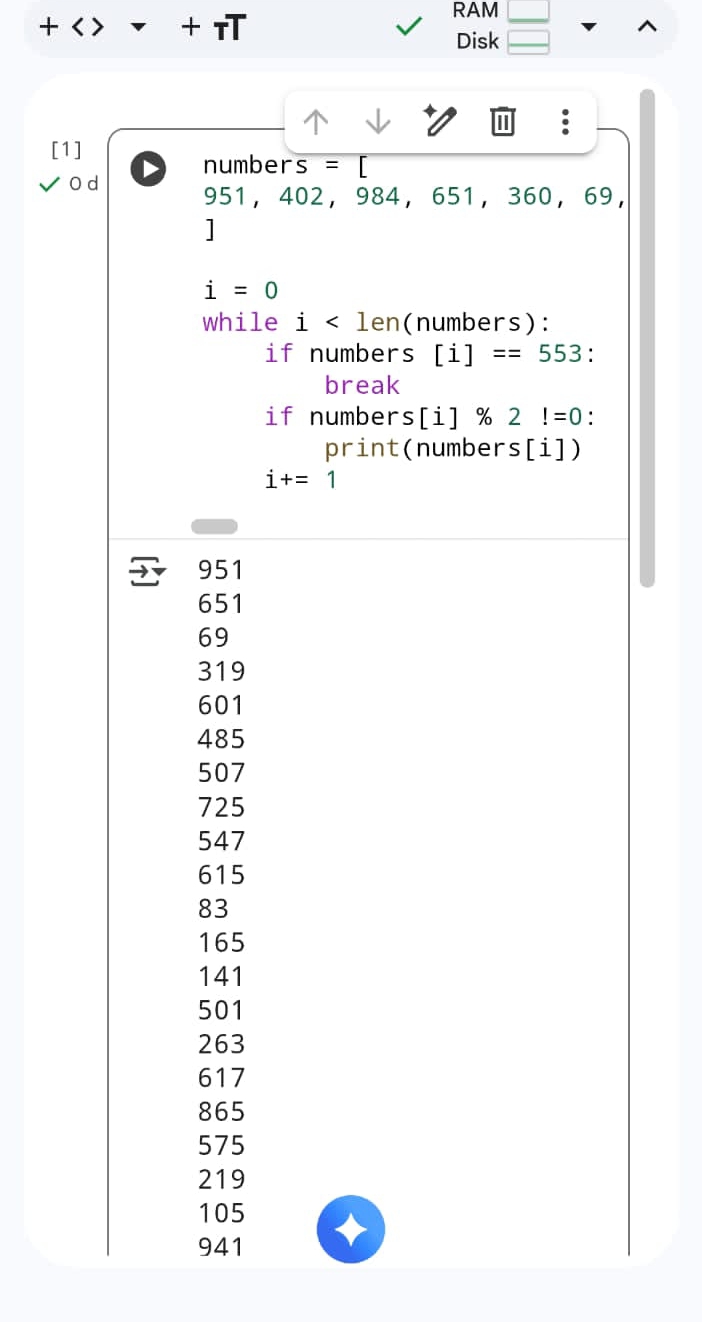 + <> + TT
RAM
Disk
[1]
0 d
numbers = [
951, 402, 984, 651, 360, 69,
]
i = 0
while i < len(numbers):
    if numbers [i] == 553:
        break
    if numbers[i] % 2 !=0:
        print(numbers[i])
    i+= 1
951
651
69
319
601
485
507
725
547
615
83
165
141
501
263
617
865
575
219
105
941